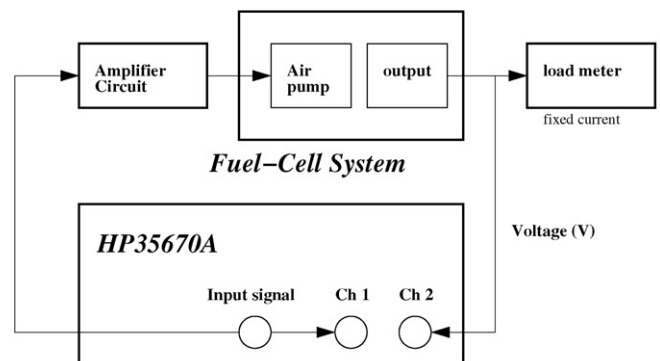 Amplifier
Circuit
Air
pump
output
load meter
fixed current
Fuel-Cell System
Voltage (V)
HP35670A
Input signal
Ch 1
Ch 2